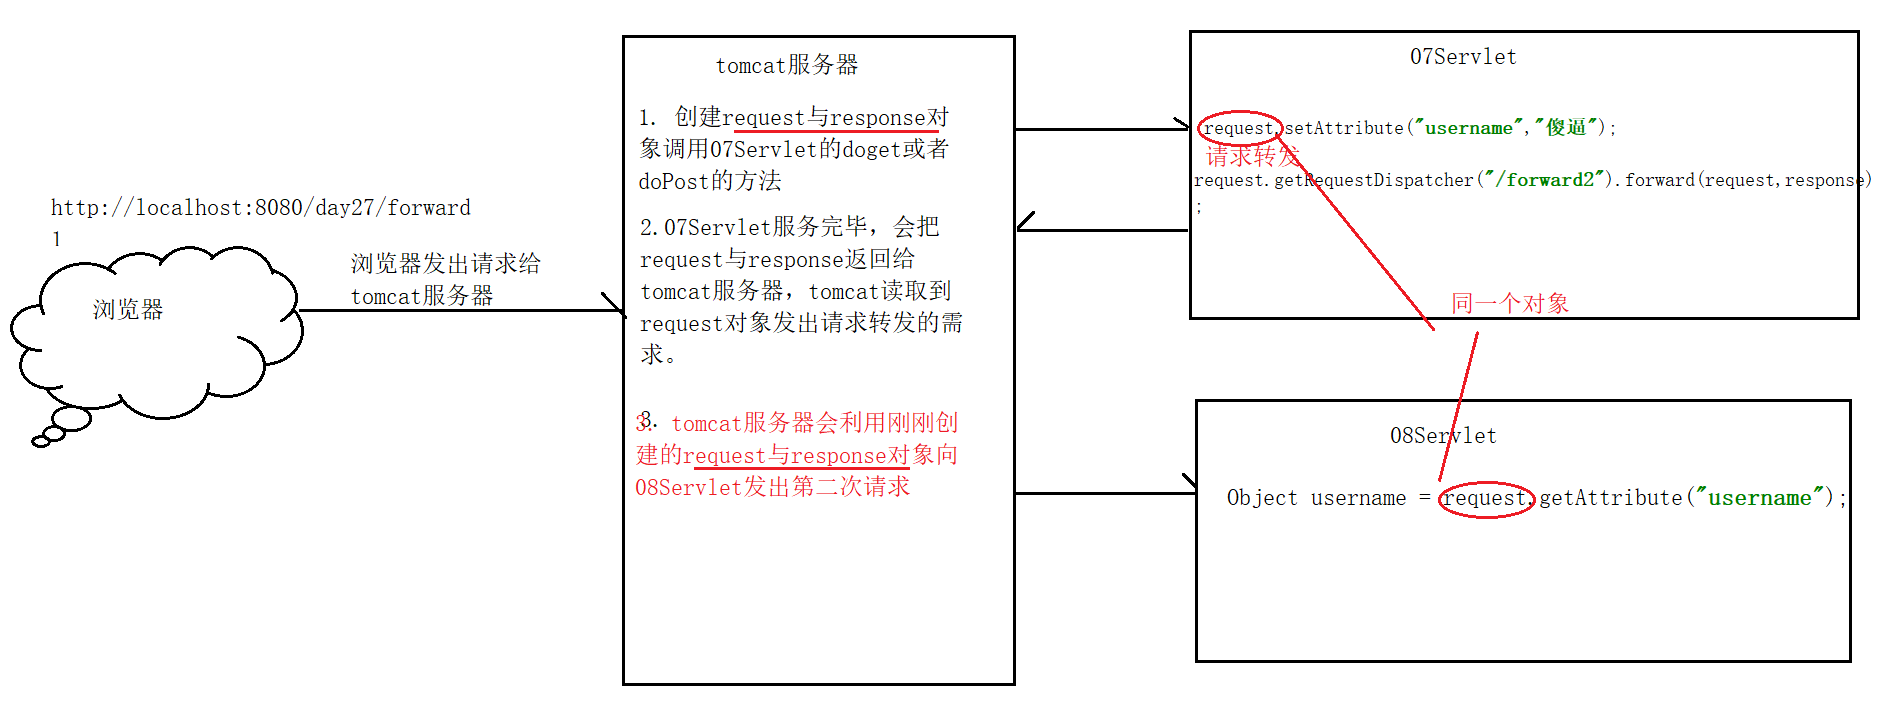 http://localhost:8080/day27/forward
1
浏览器
浏览器发出请求给
tomcat服务器
tomcat服务器
1. 创建request与response对
象调用07Servlet的doget或者
doPost的方法
2.07Servlet服务完毕，会把
request与response返回给
tomcat服务器，tomcat读取到
request对象发出请求转发的需
求。
3.
3. tomcat服务器会利用刚刚创
建的request与response对象向
08Servlet发出第二次请求
07Servlet
request.setAttribute("username","傻逼");
请求转发
request.getRequestDispatcher("/forward2").forward(request,response)
;
同一个对象
08Servlet
Object username = request.getAttribute("username");